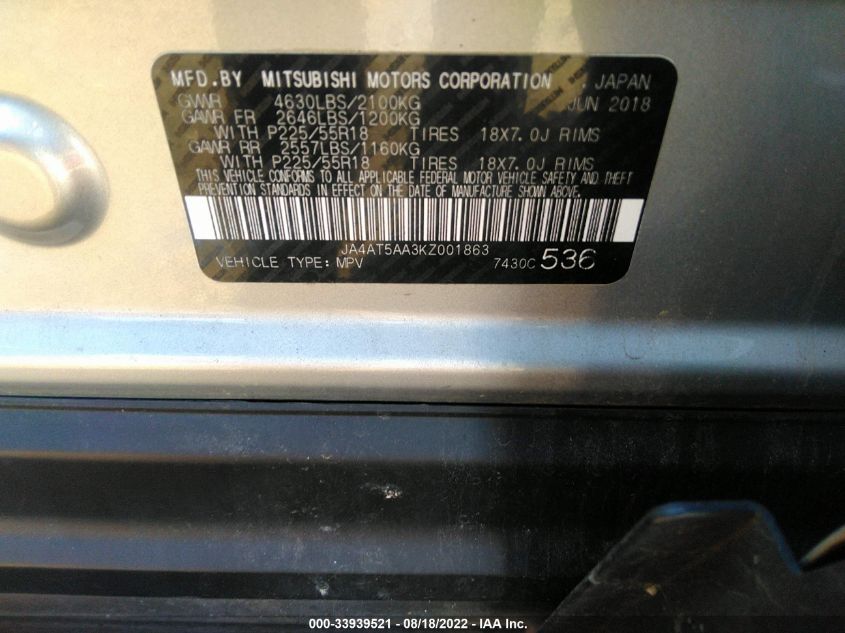 MFD.BY MITSUBISHI MOTORS CORPORATION JAPAN
GVWR 4630LBS/2100KG JUN 2018
GAWR FR 2646LBS/1200KG
WITH P225/55R18 TIRES 18X7.0J RIMS
GAWR RR 2557LBS/1160KG
WITH P225/55R18 TIRES 18X7.0J RIMS
THIS VEHICLE CONFORMS TO ALL APPLICABLE FEDERAL MOTOR VEHICLE SAFETY AND THEFT
PREVENTION STANDARDS IN EFFECT ON THE DATE OF MANUFACTURE SHOWN ABOVE.
JA4AT5AA3KZ001863
VEHICLE TYPE: MPV 7430C 536
000-33939521 - 08/18/2022 - IAA Inc.